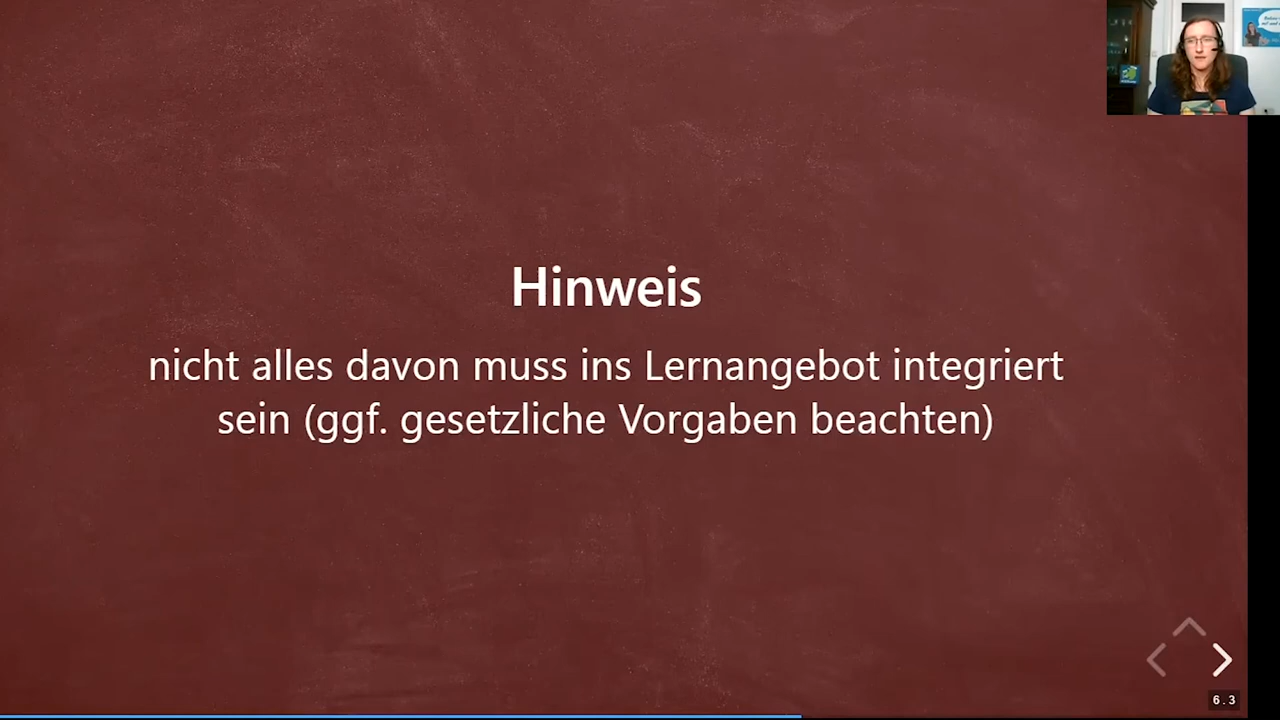 Hinweis
nicht alles davon muss ins Lernangebot integriert
sein (ggf. gesetzliche Vorgaben beachten)
6.3